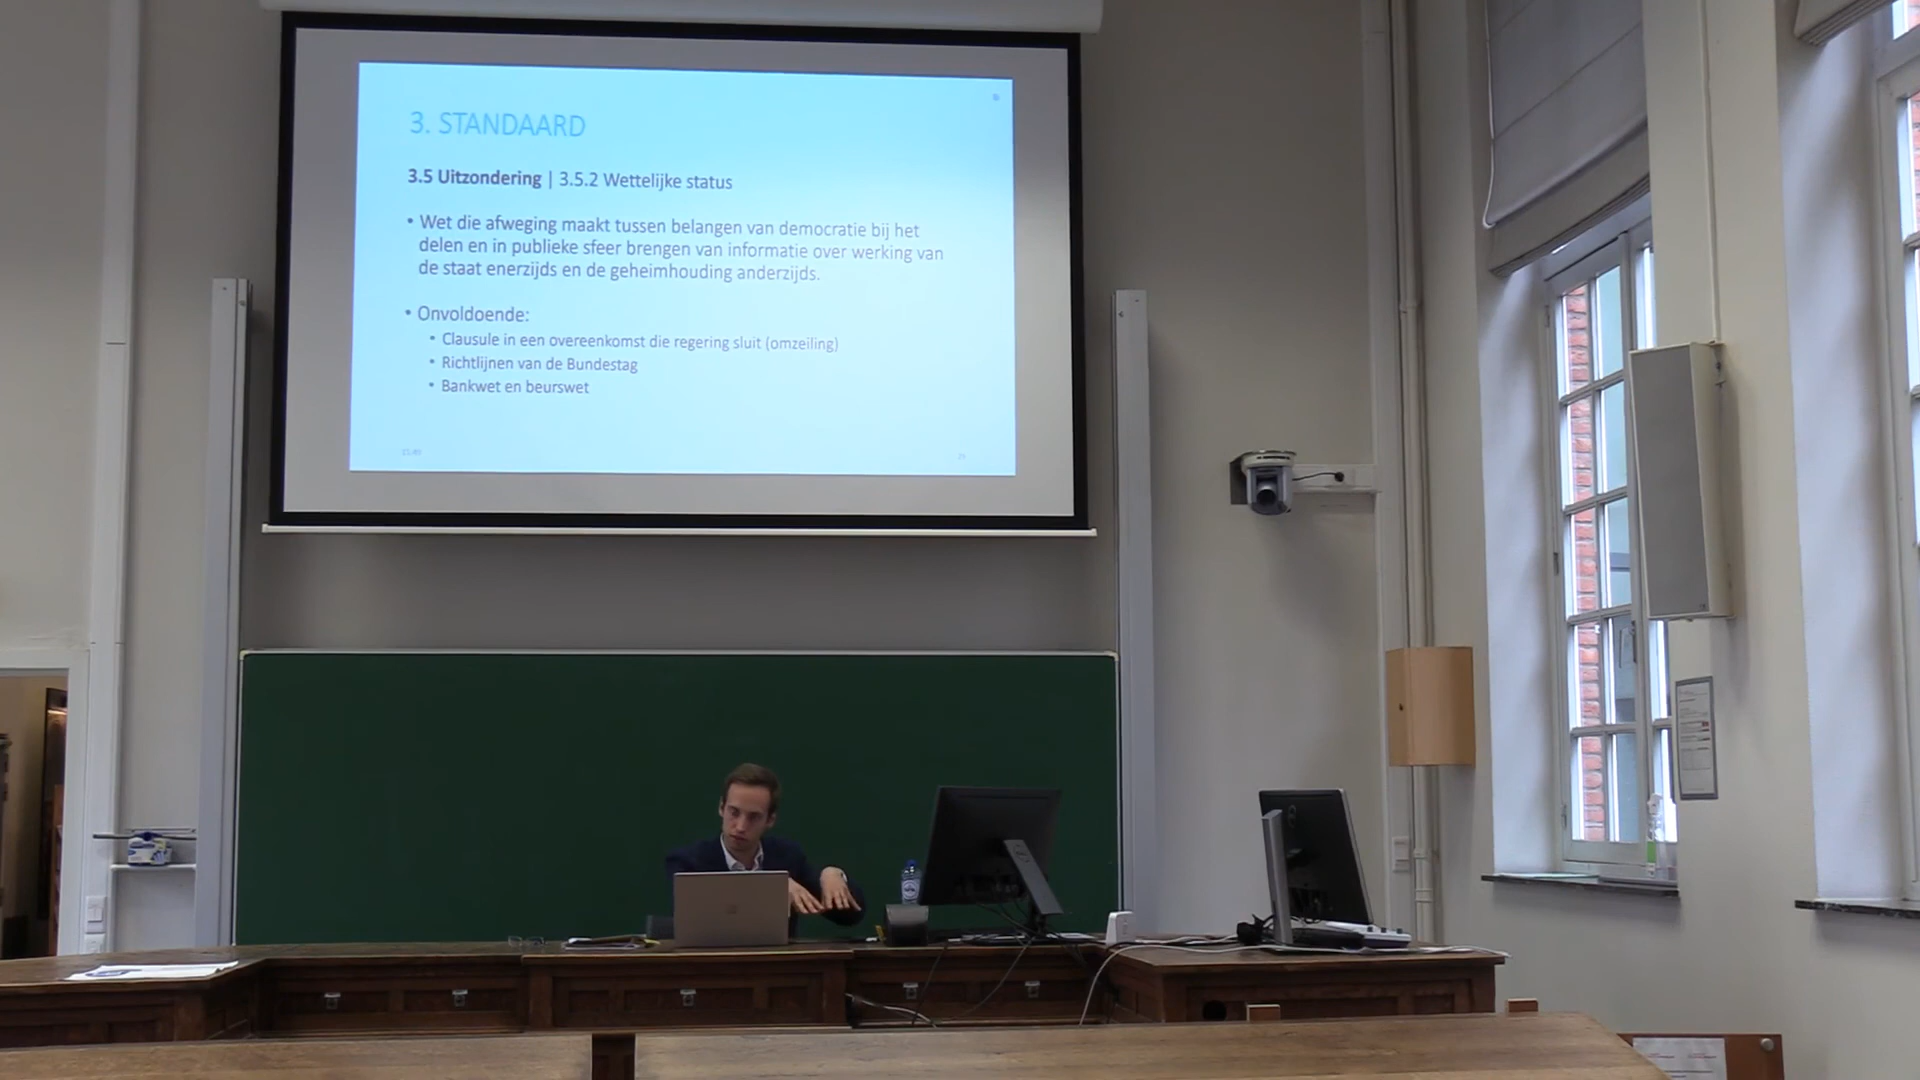 3. STANDAARD
3.5 Uitzondering | 3.5.2 Wettelijke status
• Wet die afweging maakt tussen belangen van democratie bij het
delen en in publieke sfeer brengen van informatie over werking van
de staat enerzijds en de geheimhouding anderzijds.
• Onvoldoende:
• Clausule in een overeenkomst die regering sluit (omzeiling)
• Richtlijnen van de Bundestag
• Bankwet en beurswet